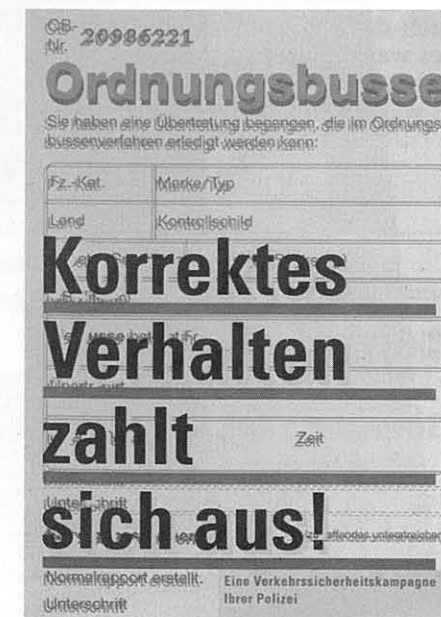 OB-
Nr. 20986221
Ordnungsbusse
Sie haben eine Übertretung begangen, die im Ordnungs-
bussenverfahren erledigt werden kann:
Fz.-Kat. Marke/Typ
Land Kontrollschild
Korrektes
Verhalten
zahlt
Zeit
Unterschrift
sich aus!
Normalrapport erstellt.
Eine Verkehrssicherheitskampagne
Ihrer Polizei
Unterschrift